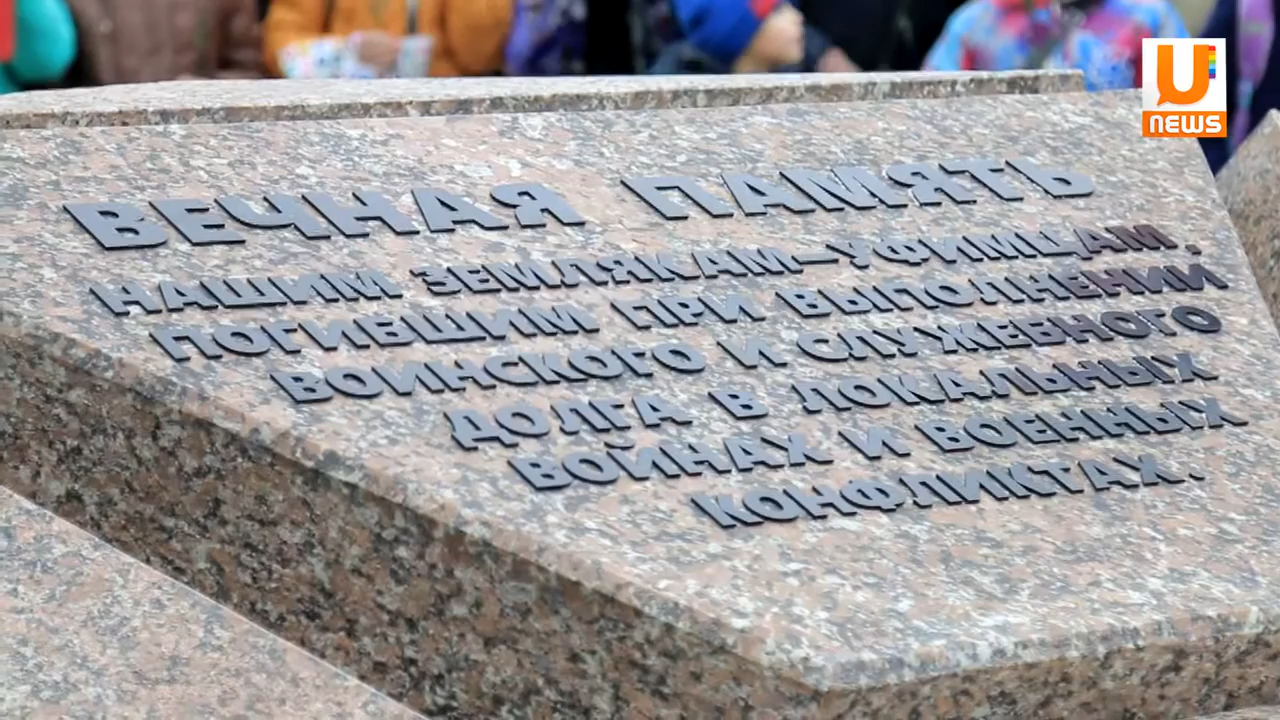 U
NEWS
ВЕЧНАЯ ПАМЯТЬ
НАШИМ ЗЕМЛЯКАМ–УФИМЦАМ,
ПОГИБШИМ ПРИ ВЫПОЛНЕНИИ
ВОИНСКОГО И СЛУЖЕБНОГО
ДОЛГА В ЛОКАЛЬНЫХ
ВОЙНАХ И ВОЕННЫХ
КОНФЛИКТАХ.